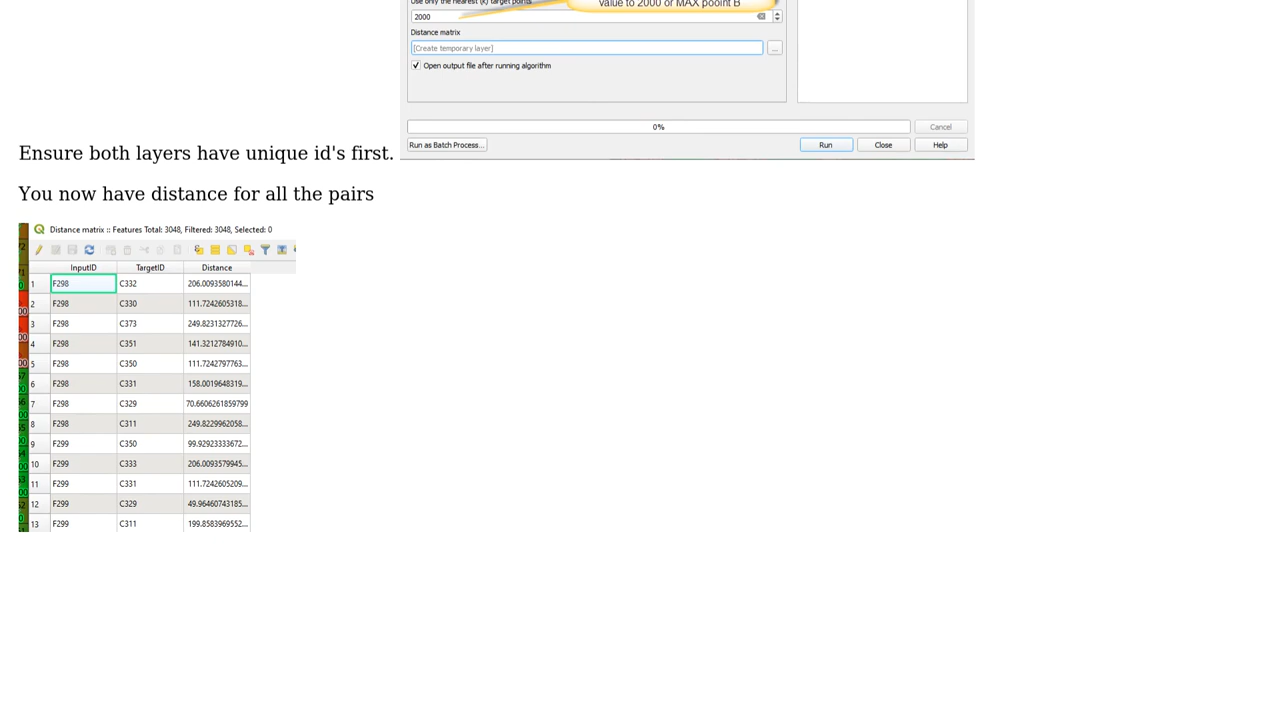 Use only the nearest (k) target points
value to 2000 or MAX pooint B
2000
Distance matrix
[Create temporary layer]
...
Open output file after running algorithm
0%
Cancel
Run as Batch Process...
Run
Close
Help
Ensure both layers have unique id's first.
You now have distance for all the pairs
Distance matrix :: Features Total: 3048, Filtered: 3048, Selected: 0
InputID TargetID Distance
1 F298 C332 206.0093580144...
2 F298 C330 111.7242605318...
3 F298 C373 249.8231327726...
4 F298 C351 141.3212784910...
5 F298 C350 111.7242797763...
6 F298 C331 158.0019648319...
7 F298 C329 70.6606261859799
8 F298 C311 249.8229962058...
9 F299 C350 99.92923333672...
10 F299 C333 206.0093579945...
11 F299 C331 111.7242605209...
12 F299 C329 49.96460743185...
13 F299 C311 199.8583969552...